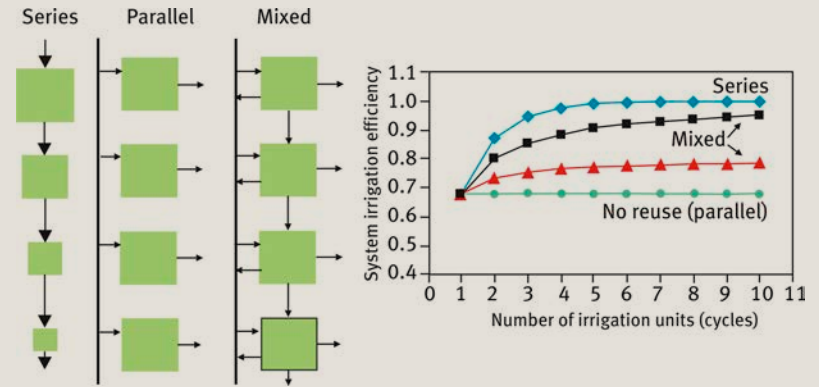 Series
Parallel
Mixed
System irrigation efficiency
1.1
1.0
0.9
0.8
0.7
0.6
0.5
0.4
Series
Mixed
No reuse (parallel)
0 1 2 3 4 5 6 7 8 9 10 11
Number of irrigation units (cycles)